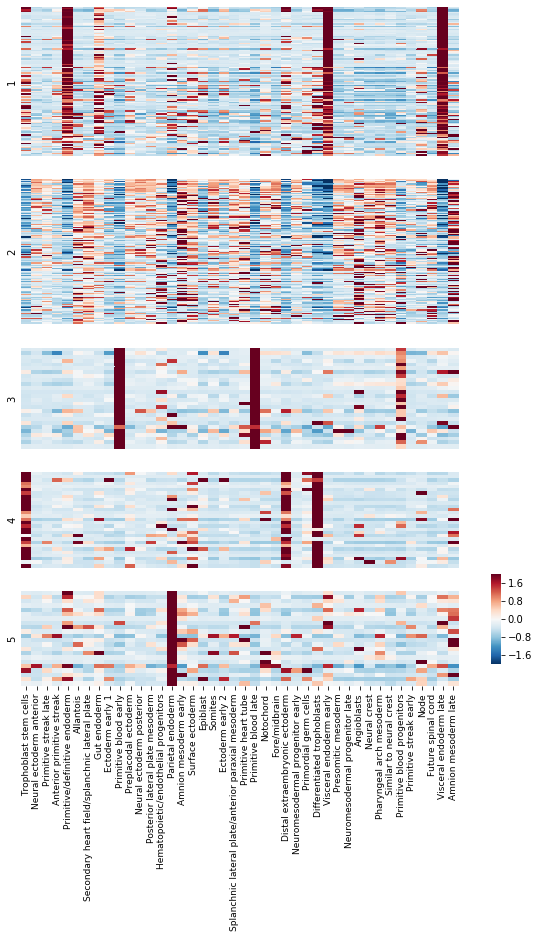 1
2
3
4
5
1.6
0.8
0.0
−0.8
−1.6
Trophoblast stem cells
Neural ectoderm anterior
Primitive streak late
Anterior primitive streak
Primitive/definitive endoderm
Allantois
Secondary heart field/splanchnic lateral plate
Gut endoderm
Ectoderm early 1
Primitive blood early
Preplacodal ectoderm
Neural ectoderm posterior
Posterior lateral plate mesoderm
Hematopoietic/endothelial progenitors
Parietal endoderm
Amnion mesoderm early
Surface ectoderm
Epiblast
Somites
Ectoderm early 2
Splanchnic lateral plate/anterior paraxial mesoderm
Primitive heart tube
Primitive blood late
Notochord
Fore/midbrain
Distal extraembryonic ectoderm
Neuromesodermal progenitor early
Primordial germ cells
Differentiated trophoblasts
Visceral endoderm early
Presomitic mesoderm
Neuromesodermal progenitor late
Angioblasts
Neural crest
Pharyngeal arch mesoderm
Similar to neural crest
Primitive blood progenitors
Primitive streak early
Node
Future spinal cord
Visceral endoderm late
Amnion mesoderm late